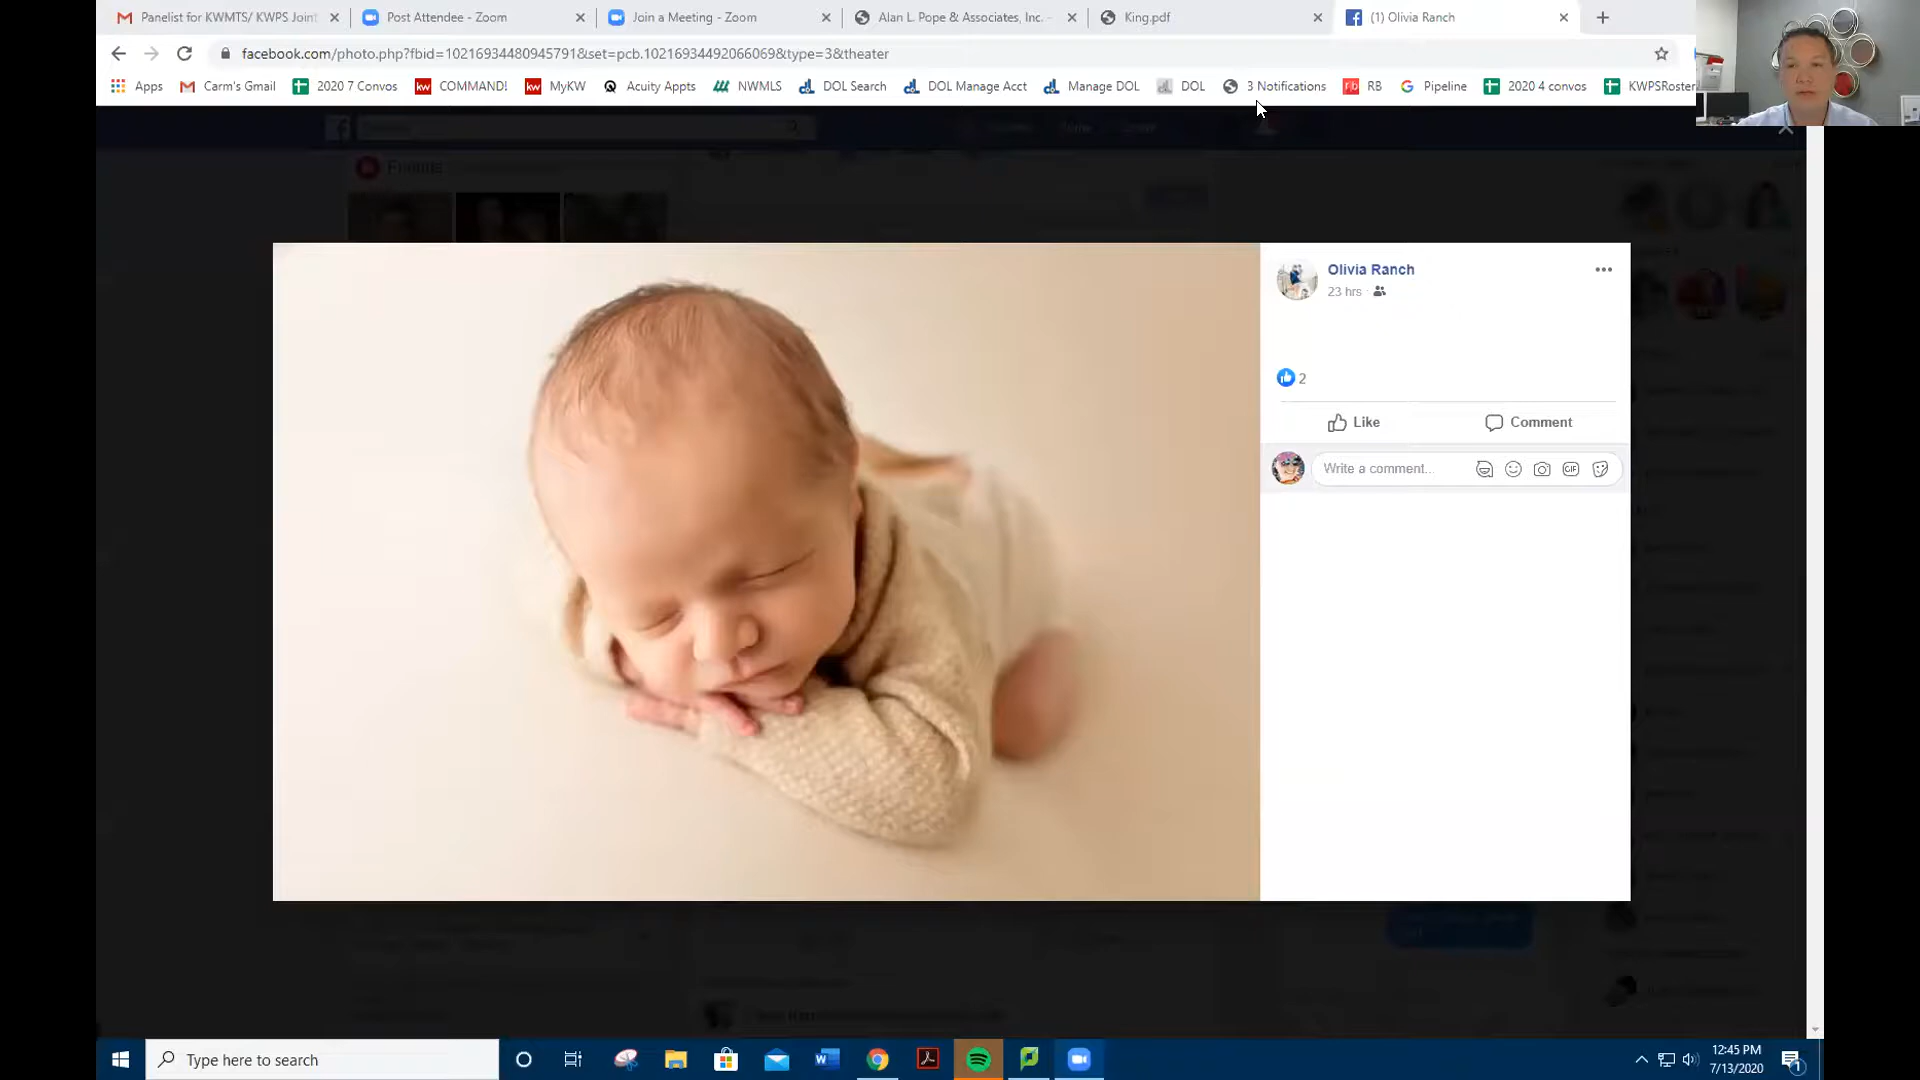 Panelist for KWMTS/ KWPS Joint
Post Attendee - Zoom
Join a Meeting - Zoom
Alan L. Pope & Associates, Inc. -
King.pdf
(1) Olivia Ranch
facebook.com/photo.php?fbid=10216934480945791&set=pcb.10216934492066069&type=3&theater
Apps
Carm's Gmail
2020 7 Convos
kw COMMAND!
kw MyKW
Acuity Appts
NWMLS
DOL Search
DOL Manage Acct
Manage DOL
DOL
3 Notifications
RB
Pipeline
2020 4 convos
KWPSRoster
Olivia Ranch
23 hrs
2
Like
Comment
Write a comment...
GIF
Type here to search
12:45 PM
7/13/2020
1